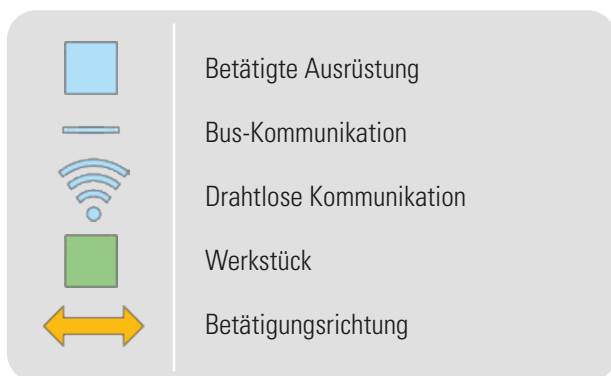 Betätigte Ausrüstung
Bus-Kommunikation
Drahtlose Kommunikation
Werkstück
Betätigungsrichtung